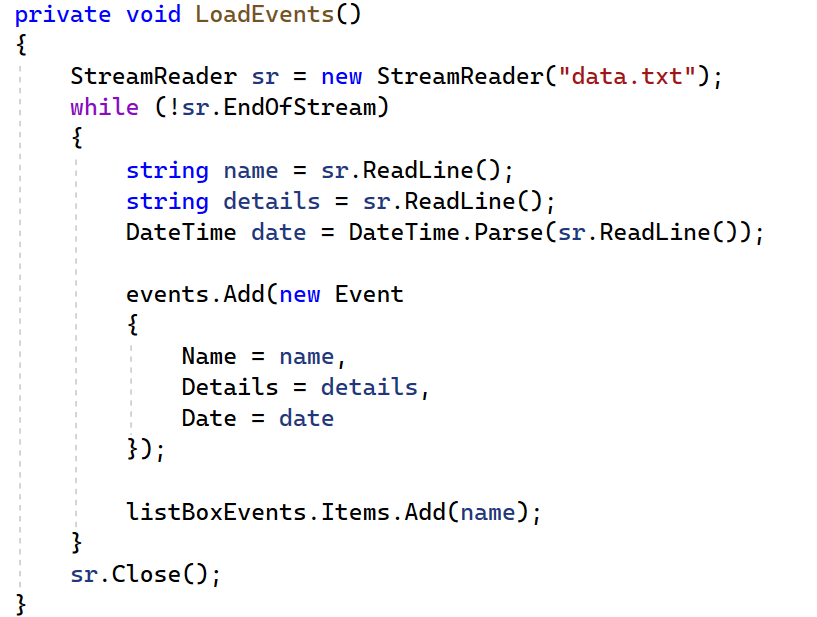 private void LoadEvents()
{
    StreamReader sr = new StreamReader("data.txt");
    while (!sr.EndOfStream)
    {
        string name = sr.ReadLine();
        string details = sr.ReadLine();
        DateTime date = DateTime.Parse(sr.ReadLine());

        events.Add(new Event
        {
            Name = name,
            Details = details,
            Date = date
        });

        listBoxEvents.Items.Add(name);
    }
    sr.Close();
}